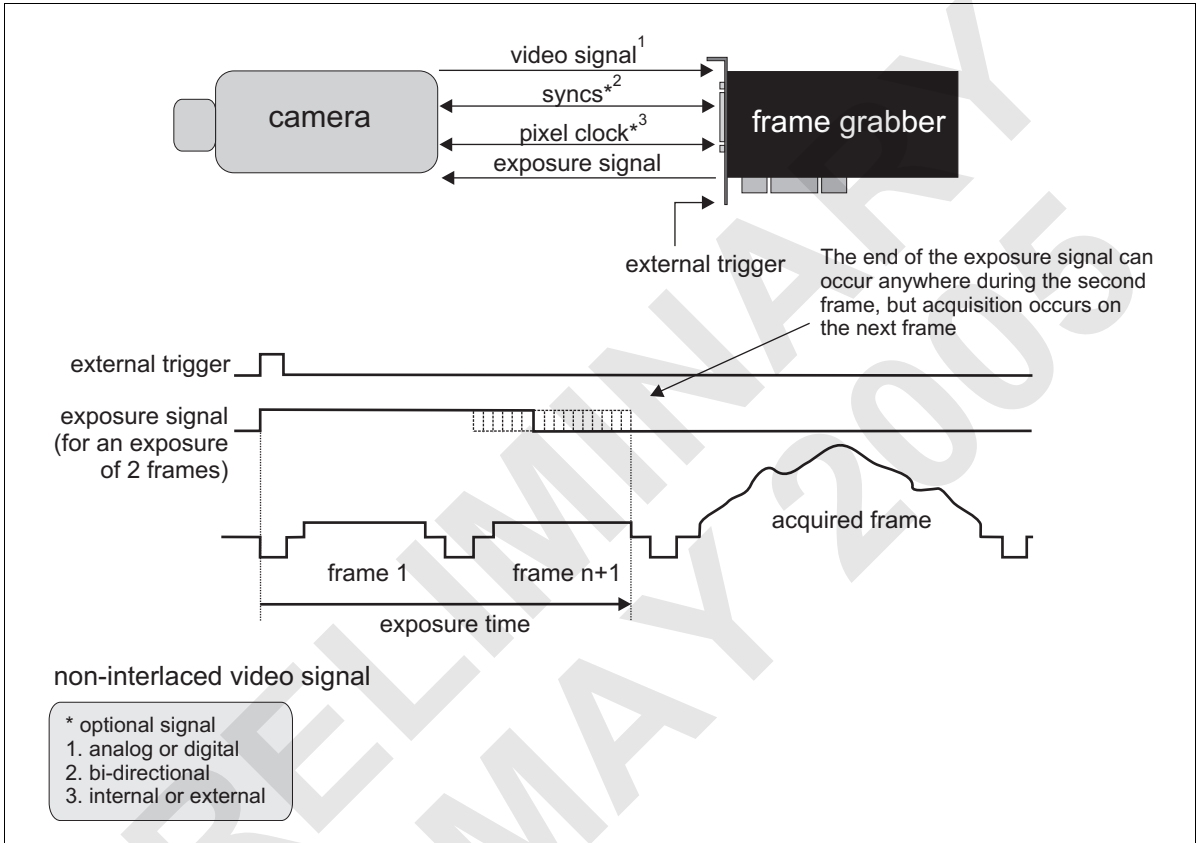 video signal1
syncs*2
pixel clock*3
exposure signal
camera
frame grabber
external trigger
The end of the exposure signal can
occur anywhere during the second
frame, but acquisition occurs on
the next frame
external trigger
exposure signal
(for an exposure
of 2 frames)
acquired frame
frame 1
frame n+1
exposure time
non-interlaced video signal
* optional signal
1. analog or digital
2. bi-directional
3. internal or external
PRELIMINARY
MAY 2005